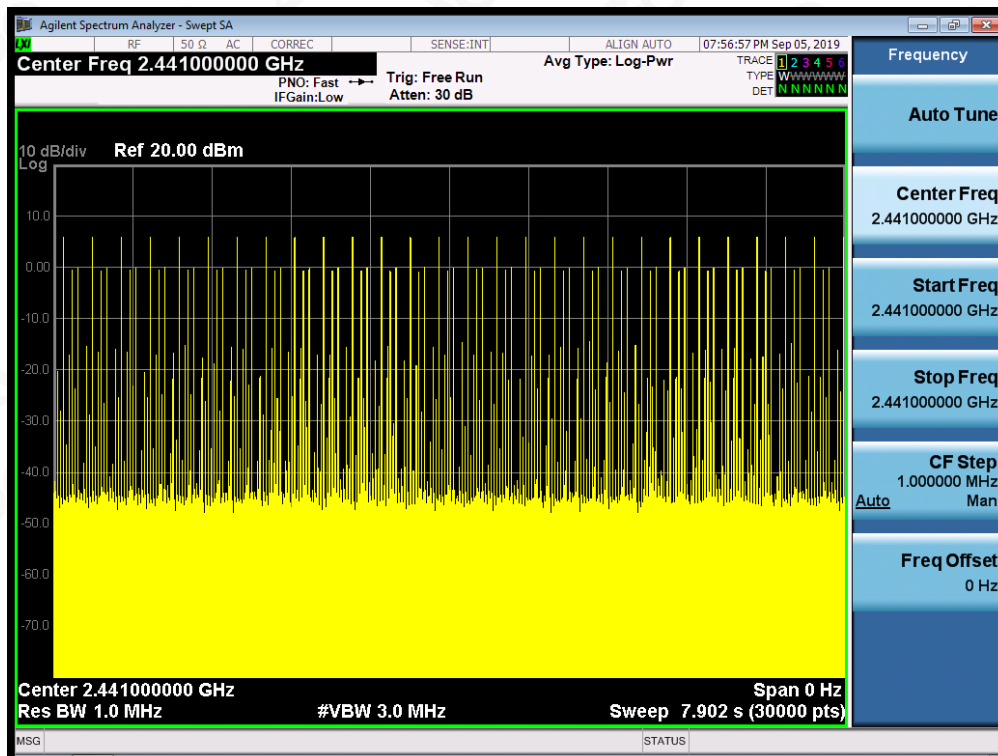 Agilent Spectrum Analyzer - Swept SA
LXI RF 50 Ω AC CORREC SENSE:INT ALIGN AUTO 07:56:57 PM Sep 05, 2019
Center Freq 2.441000000 GHz
PNO: Fast
IFGain:Low
Trig: Free Run
Atten: 30 dB
Avg Type: Log-Pwr
TRACE 1 2 3 4 5 6
TYPE WWWWWW
DET N N N N N N
10 dB/div Ref 20.00 dBm
Log
10.0
0.00
-10.0
-20.0
-30.0
-40.0
-50.0
-60.0
-70.0
Center 2.441000000 GHz Span 0 Hz
Res BW 1.0 MHz #VBW 3.0 MHz Sweep 7.902 s (30000 pts)
MSG STATUS
Frequency
Auto Tune
Center Freq
2.441000000 GHz
Start Freq
2.441000000 GHz
Stop Freq
2.441000000 GHz
CF Step
1.000000 MHz
Auto Man
Freq Offset
0 Hz